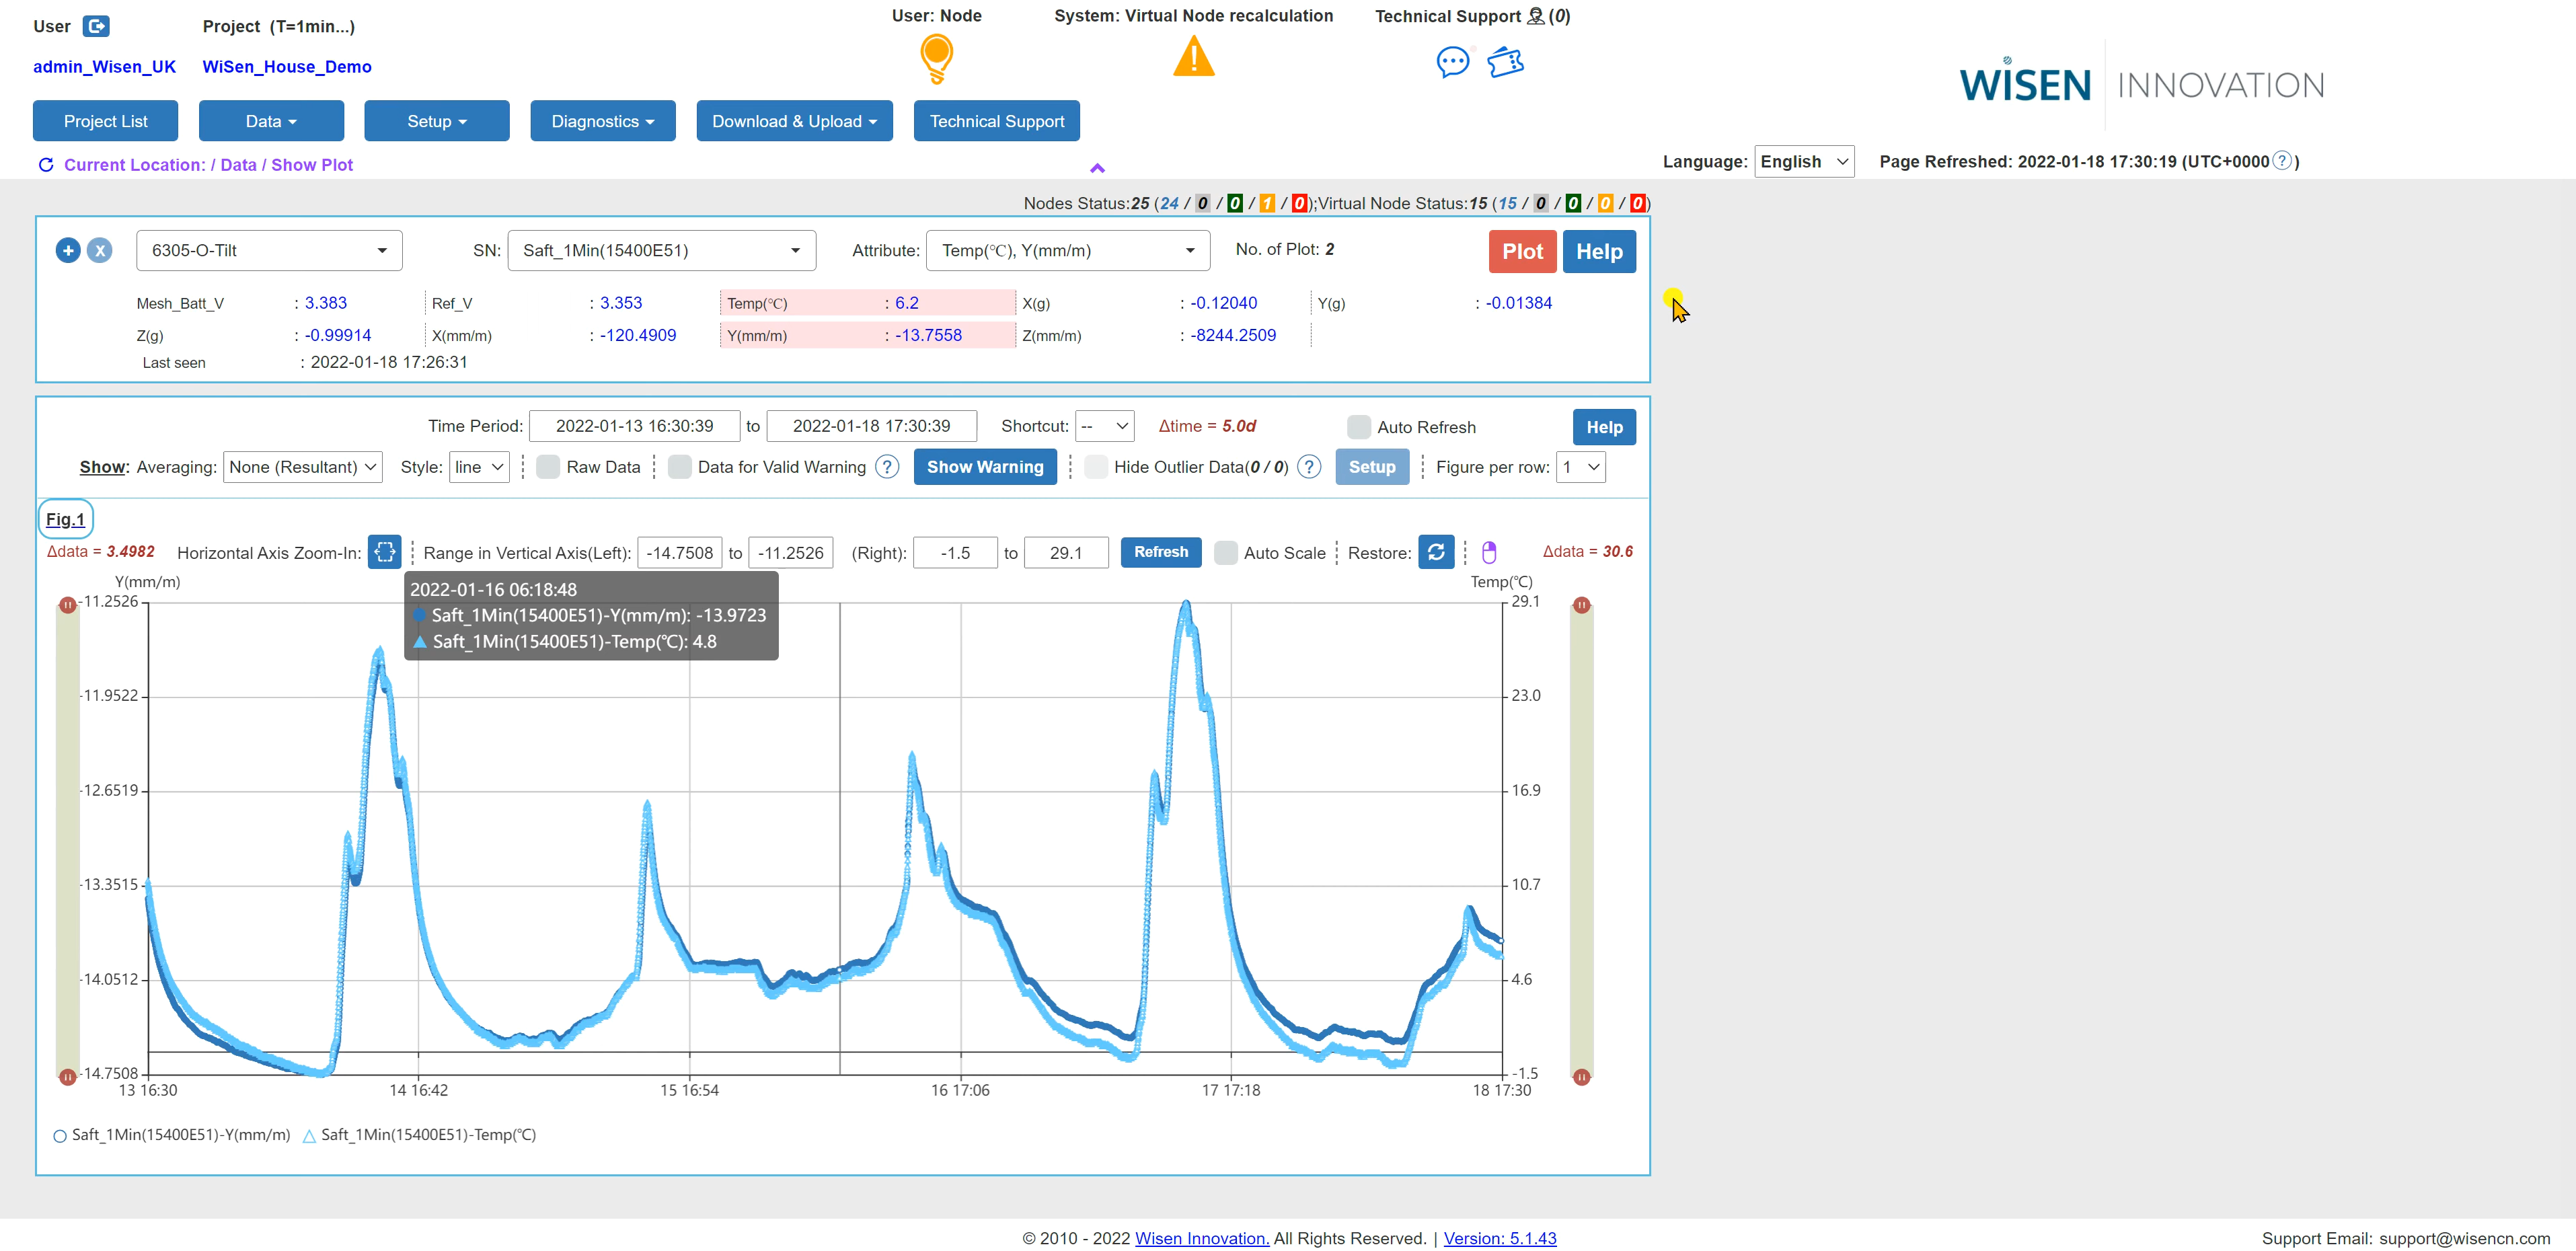 User Project (T=1min...) User: Node System: Virtual Node recalculation Technical Support (0)
admin_Wisen_UK WiSen_House_Demo
WiSEN INNOVATION
Project List Data Setup Diagnostics Download & Upload Technical Support
Current Location: / Data / Show Plot Language: English Page Refreshed: 2022-01-18 17:30:19 (UTC+0000 ?)
Nodes Status:25 (24 / 0 / 0 / 1 / 0);Virtual Node Status:15 (15 / 0 / 0 / 0 / 0)
+ x 6305-O-Tilt SN: Saft_1Min(15400E51) Attribute: Temp(℃), Y(mm/m) No. of Plot: 2 Plot Help
Mesh_Batt_V : 3.383 Ref_V : 3.353 Temp(℃) : 6.2 X(g) : -0.12040 Y(g) : -0.01384
Z(g) : -0.99914 X(mm/m) : -120.4909 Y(mm/m) : -13.7558 Z(mm/m) : -8244.2509
Last seen : 2022-01-18 17:26:31
Time Period: 2022-01-13 16:30:39 to 2022-01-18 17:30:39 Shortcut: -- Δtime = 5.0d Auto Refresh Help
Show: Averaging: None (Resultant) Style: line Raw Data Data for Valid Warning ? Show Warning Hide Outlier Data(0 / 0) ? Setup Figure per row: 1
Fig.1
Δdata = 3.4982 Horizontal Axis Zoom-In: Range in Vertical Axis(Left): -14.7508 to -11.2526 (Right): -1.5 to 29.1 Refresh Auto Scale Restore: Δdata = 30.6
Y(mm/m) Temp(℃)
2022-01-16 06:18:48
Saft_1Min(15400E51)-Y(mm/m): -13.9723
Saft_1Min(15400E51)-Temp(℃): 4.8
-11.2526 29.1
-11.9522 23.0
-12.6519 16.9
-13.3515 10.7
-14.0512 4.6
-14.7508 -1.5
13 16:30 14 16:42 15 16:54 16 17:06 17 17:18 18 17:30
Saft_1Min(15400E51)-Y(mm/m) Saft_1Min(15400E51)-Temp(℃)
© 2010 - 2022 Wisen Innovation. All Rights Reserved. | Version: 5.1.43 Support Email: support@wisencn.com